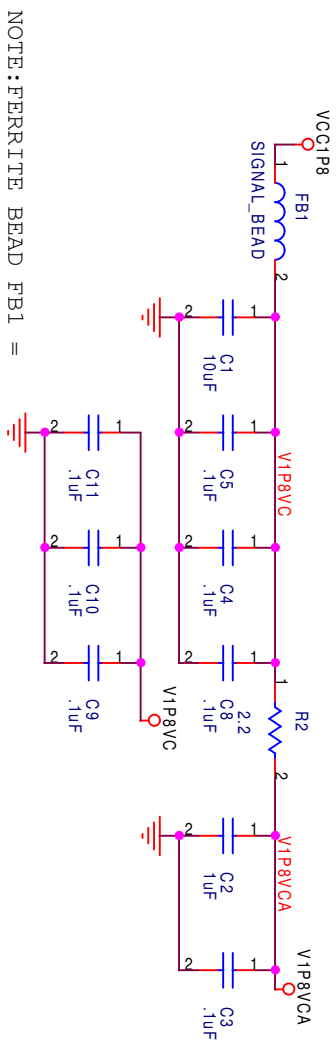 VCC1P8
1
FB1
SIGNAL_BEAD
2
1
2
C1
10uF
1
2
C5
.1uF
V1P8VC
1
2
C4
.1uF
1
2
C8
.1uF
1
R2
2.2
2
1
2
C2
1uF
V1P8VCA
1
2
C3
.1uF
V1P8VCA
1
2
C11
.1uF
1
2
C10
.1uF
1
2
C9
.1uF
V1P8VC
NOTE:FERRITE BEAD FB1 =